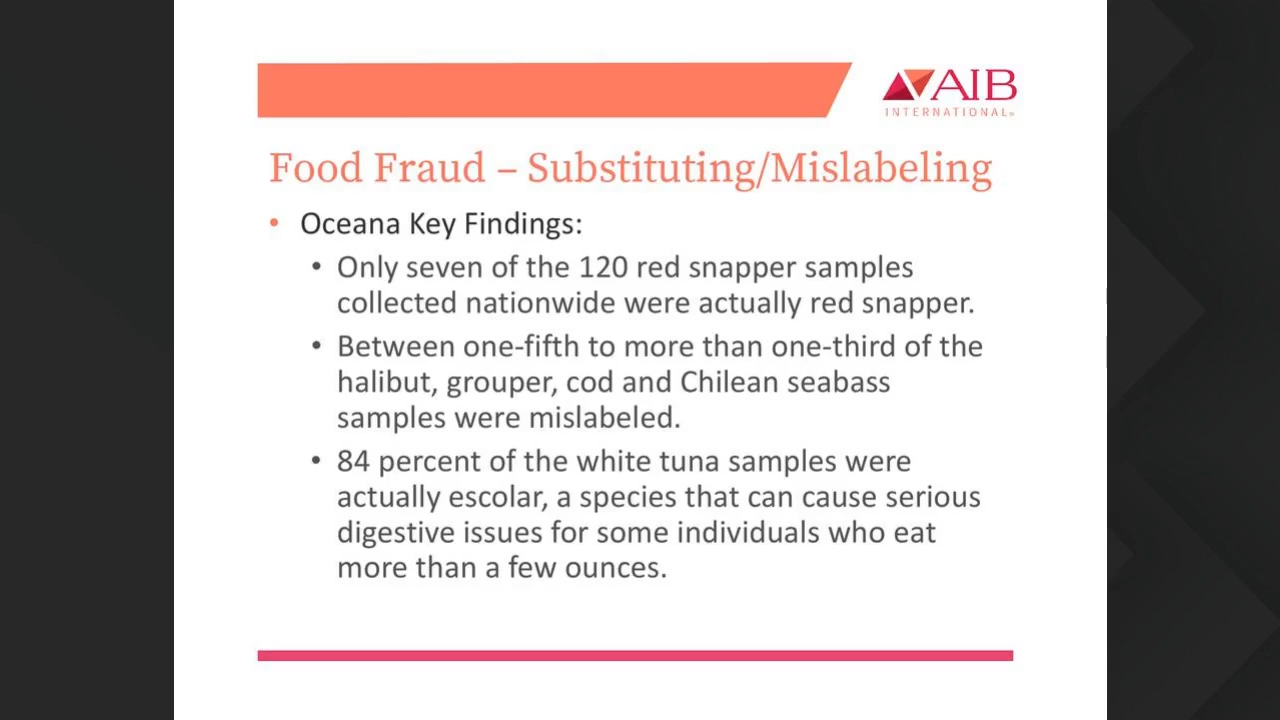 AIB
INTERNATIONAL®
Food Fraud – Substituting/Mislabeling
• Oceana Key Findings:
• Only seven of the 120 red snapper samples
collected nationwide were actually red snapper.
• Between one-fifth to more than one-third of the
halibut, grouper, cod and Chilean seabass
samples were mislabeled.
• 84 percent of the white tuna samples were
actually escolar, a species that can cause serious
digestive issues for some individuals who eat
more than a few ounces.